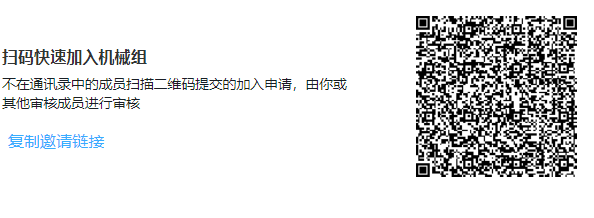 扫码快速加入机械组
不在通讯录中的成员扫描二维码提交的加入申请，由你或
其他审核成员进行审核
复制邀请链接